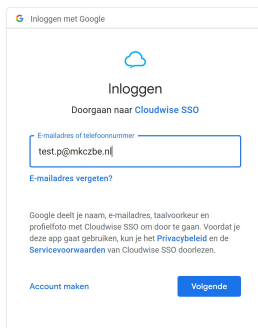 Inloggen met Google
Inloggen
Doorgaan naar Cloudwise SSO
E-mailadres of telefoonnummer
test.p@mkczbe.nl
E-mailadres vergeten?
Google deelt je naam, e-mailadres, taalvoorkeur en
profielfoto met Cloudwise SSO om door te gaan. Voordat je
deze app gaat gebruiken, kun je het Privacybeleid en de
Servicevoorwaarden van Cloudwise SSO doorlezen.
Account maken
Volgende